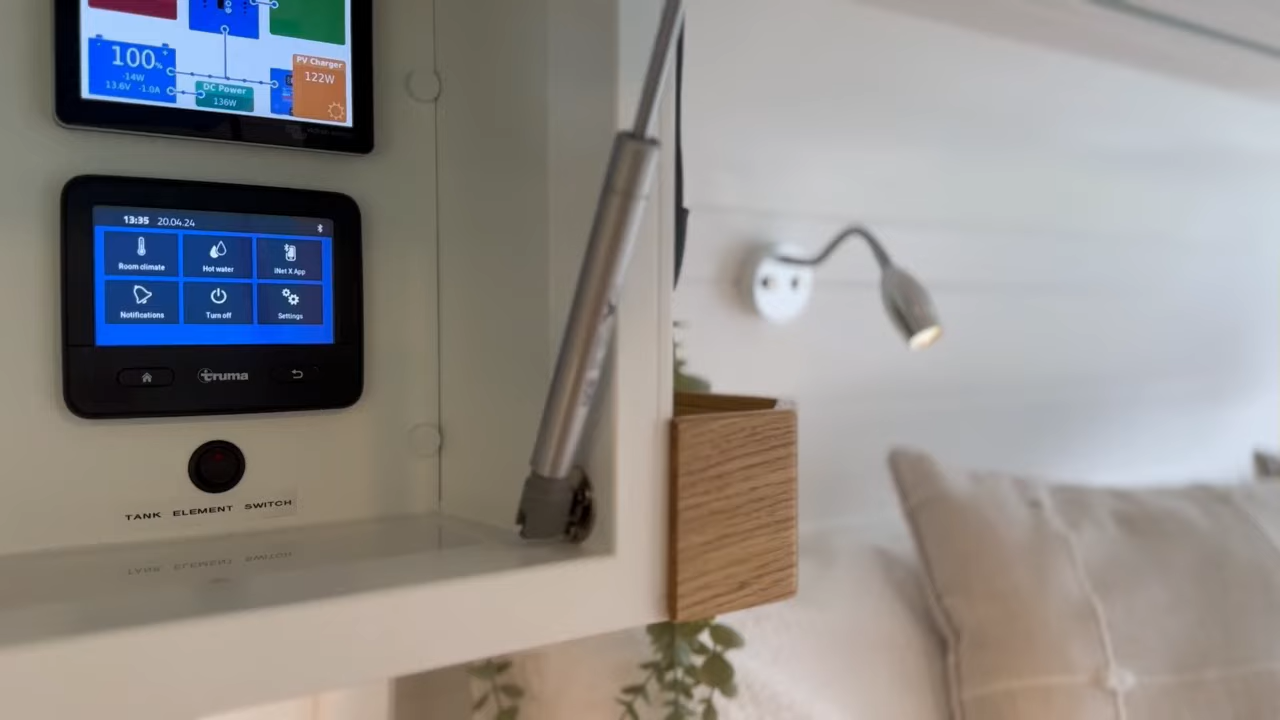 100%
-14W
13.6V -1.0A
DC Power
136W
PV Charger
122W
13:35 20.04.24
Room climate
Hot water
iNet X App
Notifications
Turn off
Settings
truma
TANK ELEMENT SWITCH